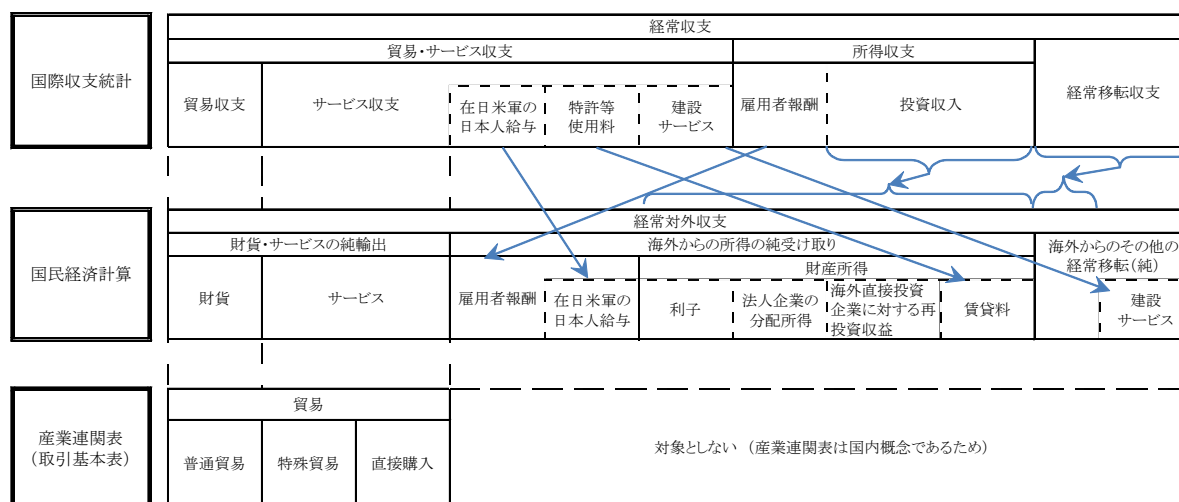 国際収支統計
経常収支
貿易・サービス収支
所得収支
経常移転収支
貿易収支
サービス収支
在日米軍の
日本人給与
特許等
使用料
建設
サービス
雇用者報酬
投資収入
国民経済計算
経常対外収支
財貨・サービスの純輸出
海外からの所得の純受け取り
海外からのその他の
経常移転(純)
財貨
サービス
雇用者報酬
在日米軍の
日本人給与
財産所得
利子
法人企業の
分配所得
海外直接投資
企業に対する再
投資収益
賃貸料
建設
サービス
産業連関表
(取引基本表)
貿易
普通貿易
特殊貿易
直接購入
対象としない (産業連関表は国内概念であるため)